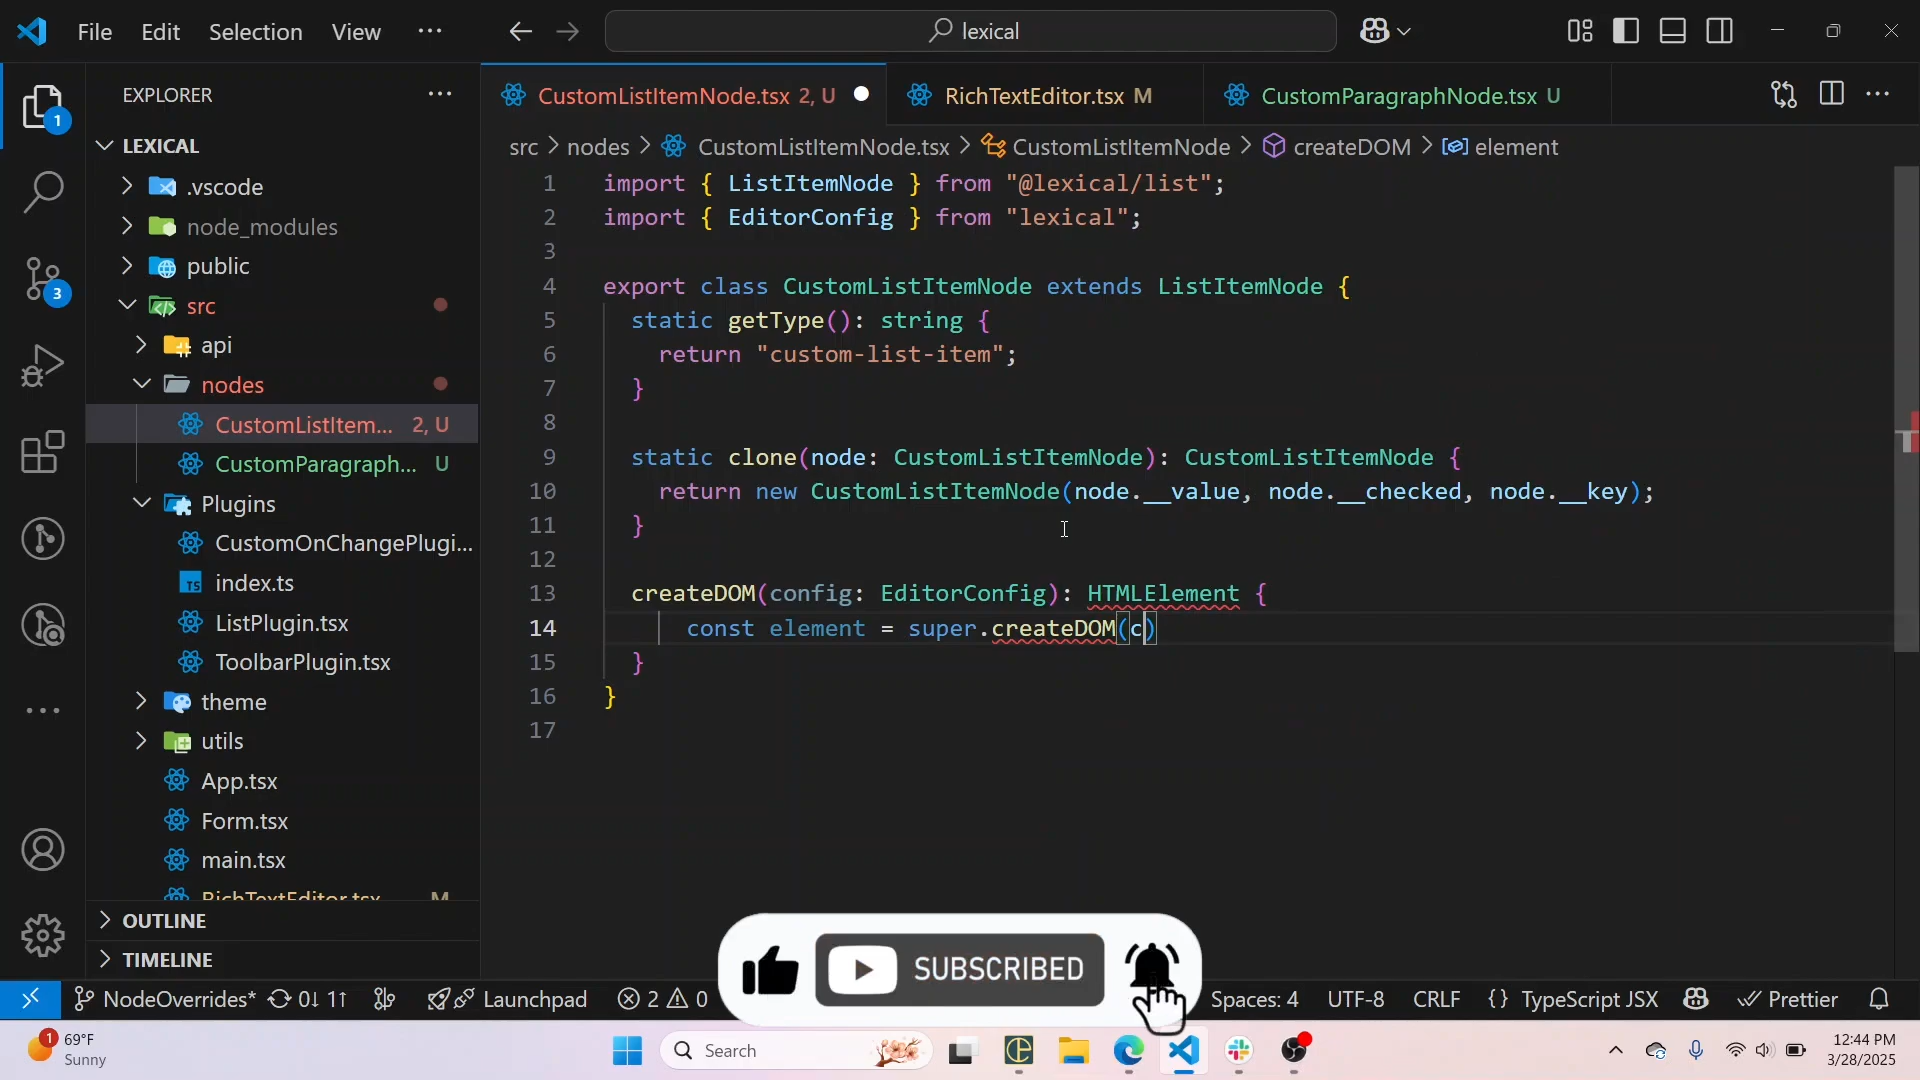 File Edit Selection View ···
lexical
EXPLORER ···
CustomListItemNode.tsx 2, U
RichTextEditor.tsx M
CustomParagraphNode.tsx U
1
3
LEXICAL
.vscode
node_modules
public
src
api
nodes
CustomListItem... 2, U
CustomParagraph... U
Plugins
CustomOnChangePlugi...
TS index.ts
ListPlugin.tsx
ToolbarPlugin.tsx
theme
utils
App.tsx
Form.tsx
main.tsx
RichTextEditor.tsx M
OUTLINE
TIMELINE
src > nodes > CustomListItemNode.tsx > CustomListItemNode > createDOM > element
1 import { ListItemNode } from "@lexical/list";
2 import { EditorConfig } from "lexical";
3
4 export class CustomListItemNode extends ListItemNode {
5 static getType(): string {
6 return "custom-list-item";
7 }
8
9 static clone(node: CustomListItemNode): CustomListItemNode {
10 return new CustomListItemNode(node.__value, node.__checked, node.__key);
11 }
12
13 createDOM(config: EditorConfig): HTMLElement {
14 const element = super.createDOM(c)
15 }
16 }
17
SUBSCRIBED
NodeOverrides* 0↓ 1↑ Launchpad 2 0 Spaces: 4 UTF-8 CRLF {} TypeScript JSX Prettier
1 69°F
Sunny
Search
12:44 PM
3/28/2025